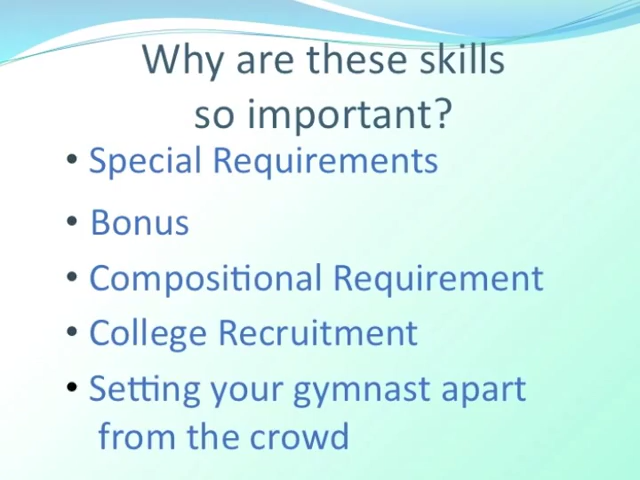 Why are these skills
so important?
• Special Requirements
• Bonus
• Compositional Requirement
• College Recruitment
• Setting your gymnast apart
from the crowd